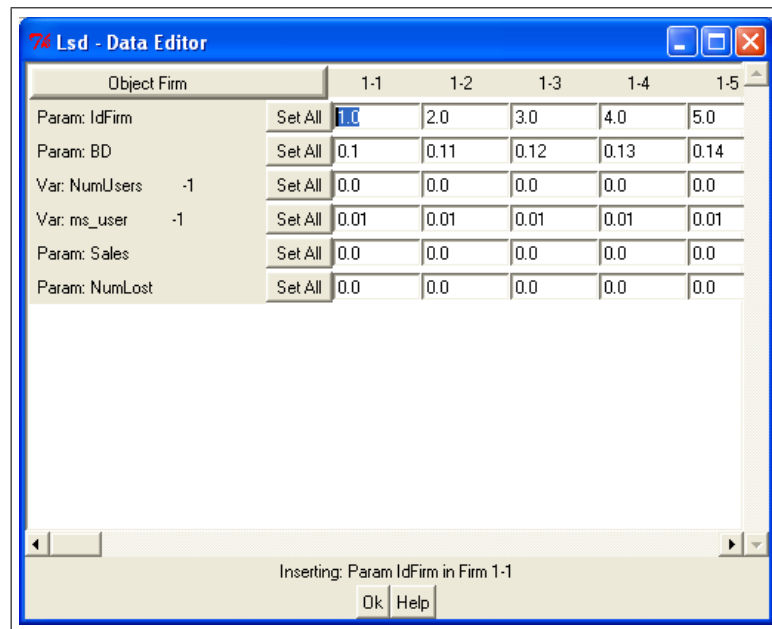 Lsd - Data Editor
Object Firm 1-1 1-2 1-3 1-4 1-5
Param: IdFirm Set All 1.0 2.0 3.0 4.0 5.0
Param: BD Set All 0.1 0.11 0.12 0.13 0.14
Var: NumUsers -1 Set All 0.0 0.0 0.0 0.0 0.0
Var: ms_user -1 Set All 0.01 0.01 0.01 0.01 0.01
Param: Sales Set All 0.0 0.0 0.0 0.0 0.0
Param: NumLost Set All 0.0 0.0 0.0 0.0 0.0
Inserting: Param IdFirm in Firm 1-1
Ok Help